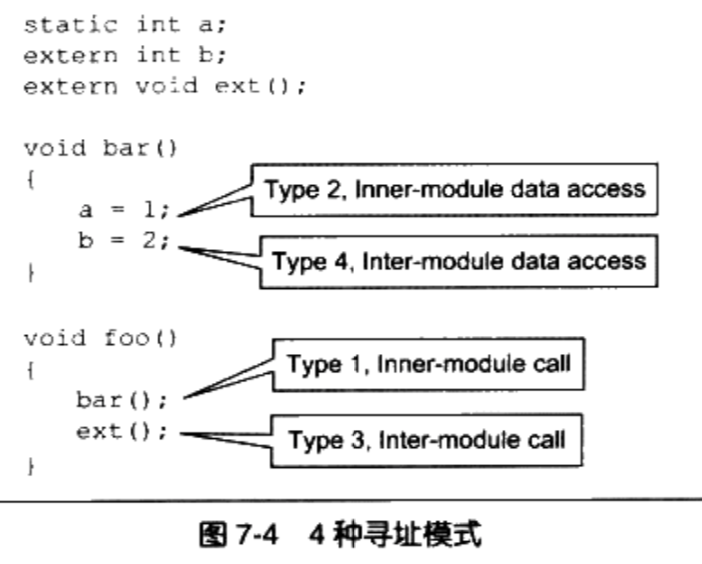 static int a;
extern int b;
extern void ext();
void bar()
{
a = 1;
Type 2, Inner-module data access
b = 2;
Type 4, Inter-module data access
}
void foo()
{
bar();
Type 1, Inner-module call
ext();
Type 3, Inter-module call
}
图 7-4 4 种寻址模式